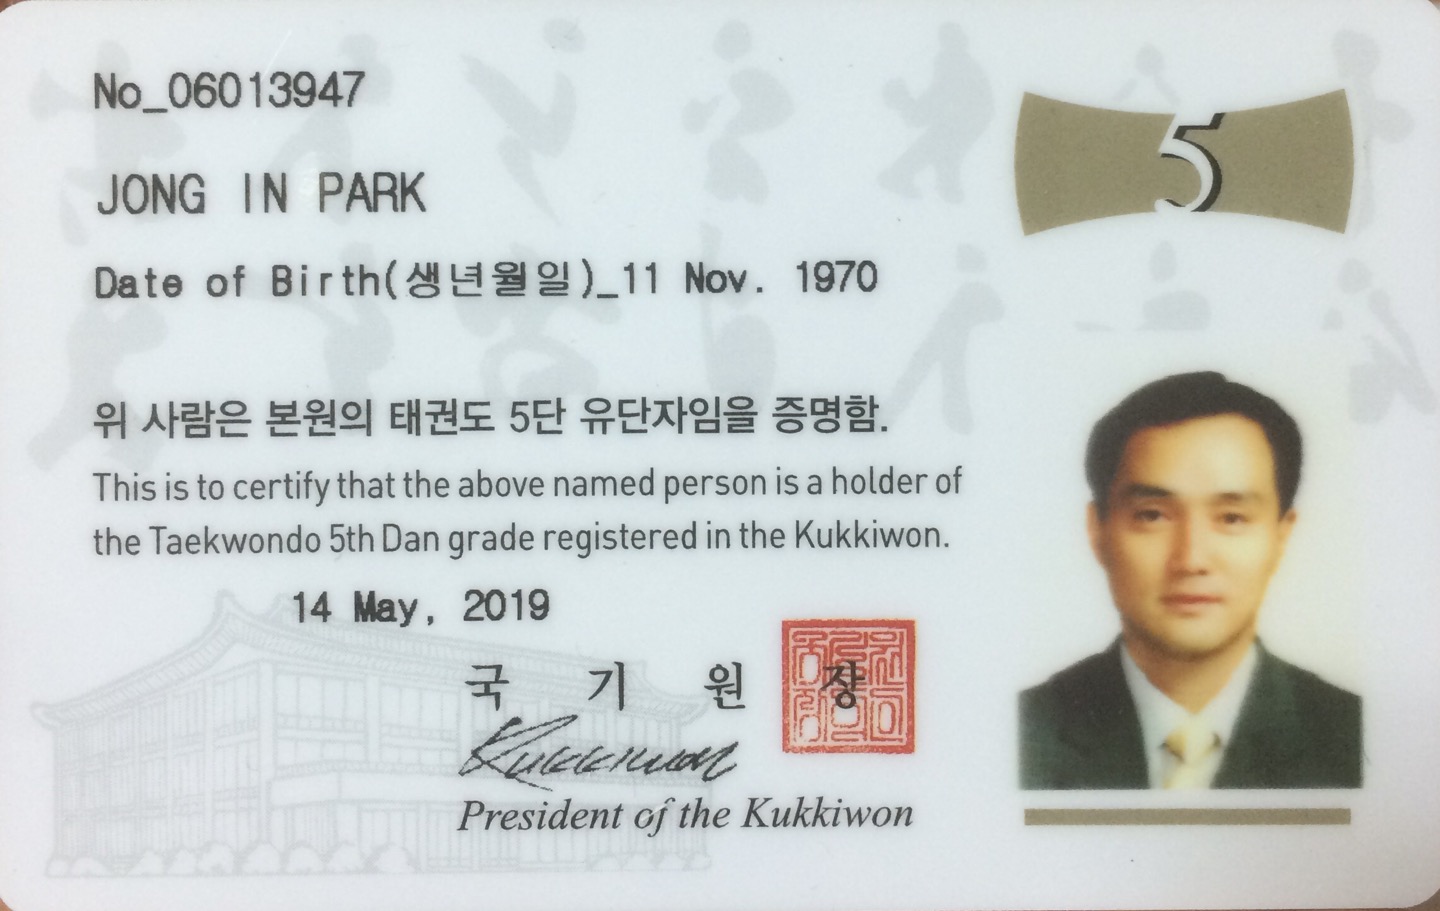 No_06013947
5
JONG IN PARK
Date of Birth(생년월일)_11 Nov. 1970
위 사람은 본원의 태권도 5단 유단자임을 증명함.
This is to certify that the above named person is a holder of
the Taekwondo 5th Dan grade registered in the Kukkiwon.
14 May, 2019
국 기 원 장
Kukkiwon
President of the Kukkiwon